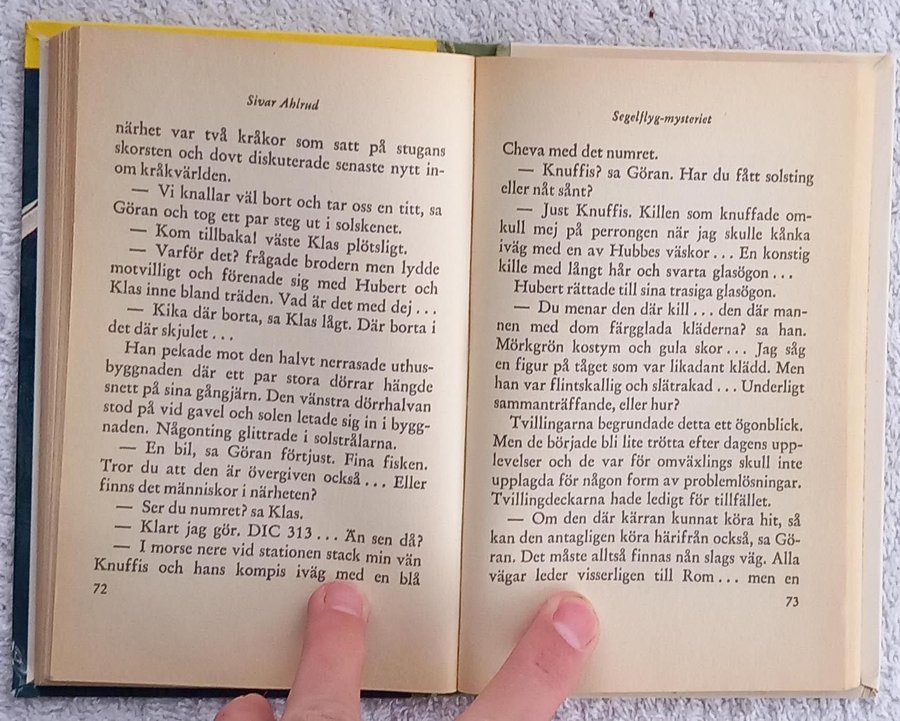 Sivar Ahlrud
närhet var två kråkor som satt på stugans
skorsten och dovt diskuterade senaste nytt in-
om kråkvärlden.
— Vi knallar väl bort och tar oss en titt, sa
Göran och tog ett par steg ut i solskenet.
— Kom tillbaka! väste Klas plötsligt.
— Varför det? frågade brodern men lydde
motvilligt och förenade sig med Hubert och
Klas inne bland träden. Vad är det med dej ...
— Kika där borta, sa Klas lågt. Där borta i
det där skjulet ...
Han pekade mot den halvt nerrasade uthus-
byggnaden där ett par stora dörrar hängde
snett på sina gångjärn. Den vänstra dörrhalvan
stod på vid gavel och solen letade sig in i bygg-
naden. Någonting glittrade i solstrålarna.
— En bil, sa Göran förtjust. Fina fisken.
Tror du att den är övergiven också ... Eller
finns det människor i närheten?
— Ser du numret? sa Klas.
— Klart jag gör. DIC 313 ... Än sen då?
— I morse nere vid stationen stack min vän
Knuffis och hans kompis iväg med en blå
72
Segelflyg-mysteriet
Cheva med det numret.
— Knuffis? sa Göran. Har du fått solsting
eller nåt sånt?
— Just Knuffis. Killen som knuffade om-
kull mej på perrongen när jag skulle kånka
iväg med en av Hubbes väskor ... En konstig
kille med långt hår och svarta glasögon ...
Hubert rättade till sina trasiga glasögon.
— Du menar den där kill ... den där man-
nen med dom färgglada kläderna? sa han.
Mörkgrön kostym och gula skor ... Jag såg
en figur på tåget som var likadant klädd. Men
han var flintskallig och slätrakad ... Underligt
sammanträffande, eller hur?
Tvillingarna begrundade detta ett ögonblick.
Men de började bli lite trötta efter dagens upp-
levelser och de var för omväxlings skull inte
upplagda för någon form av problemlösningar.
Tvillingdeckarna hade ledigt för tillfället.
— Om den där kärran kunnat köra hit, så
kan den antagligen köra härifrån också, sa Gö-
ran. Det måste alltså finnas nån slags väg. Alla
vägar leder visserligen till Rom ... men en
73